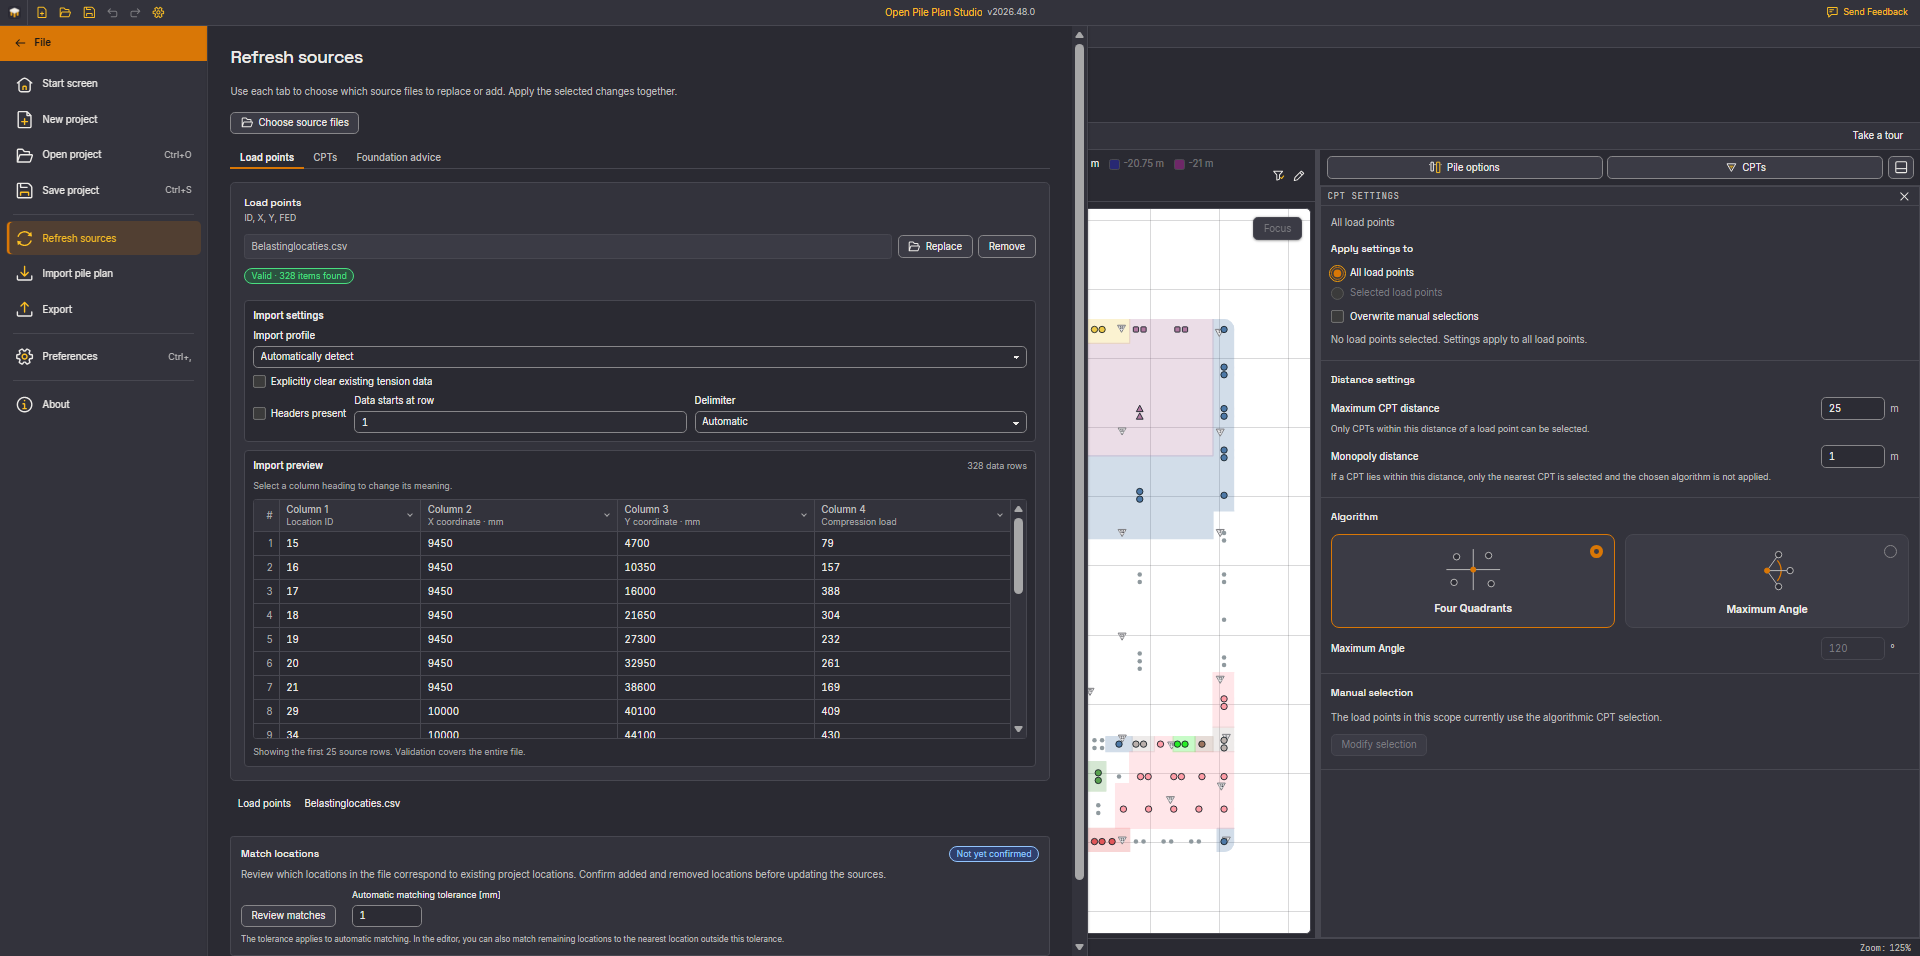 Open Pile Plan Studio v2026.48.0
Send Feedback
File
Start screen
New project
Open project Ctrl+O
Save project Ctrl+S
Refresh sources
Import pile plan
Export
Preferences Ctrl+,
About
Refresh sources
Use each tab to choose which source files to replace or add. Apply the selected changes together.
Choose source files
Load points CPTs Foundation advice
Load points
ID, X, Y, FED
Belastinglocaties.csv Replace Remove
Valid · 328 items found
Import settings
Import profile
Automatically detect
Explicitly clear existing tension data
Headers present
Data starts at row
1
Delimiter
Automatic
Import preview 328 data rows
Select a column heading to change its meaning.
# Column 1 Column 2 Column 3 Column 4
Location ID X coordinate · mm Y coordinate · mm Compression load
1 15 9450 4700 79
2 16 9450 10350 157
3 17 9450 16000 388
4 18 9450 21650 304
5 19 9450 27300 232
6 20 9450 32950 261
7 21 9450 38600 169
8 29 10000 40100 409
9 34 10000 44100 430
Showing the first 25 source rows. Validation covers the entire file.
Load points Belastinglocaties.csv
Match locations Not yet confirmed
Review which locations in the file correspond to existing project locations. Confirm added and removed locations before updating the sources.
Automatic matching tolerance [mm]
Review matches 1
The tolerance applies to automatic matching. In the editor, you can also match remaining locations to the nearest location outside this tolerance.
m -20.75 m -21 m
Focus
Take a tour
Pile options CPTs
CPT SETTINGS
All load points
Apply settings to
All load points
Selected load points
Overwrite manual selections
No load points selected. Settings apply to all load points.
Distance settings
Maximum CPT distance 25 m
Only CPTs within this distance of a load point can be selected.
Monopoly distance 1 m
If a CPT lies within this distance, only the nearest CPT is selected and the chosen algorithm is not applied.
Algorithm
Four Quadrants Maximum Angle
Maximum Angle 120 °
Manual selection
The load points in this scope currently use the algorithmic CPT selection.
Modify selection
Zoom: 125%